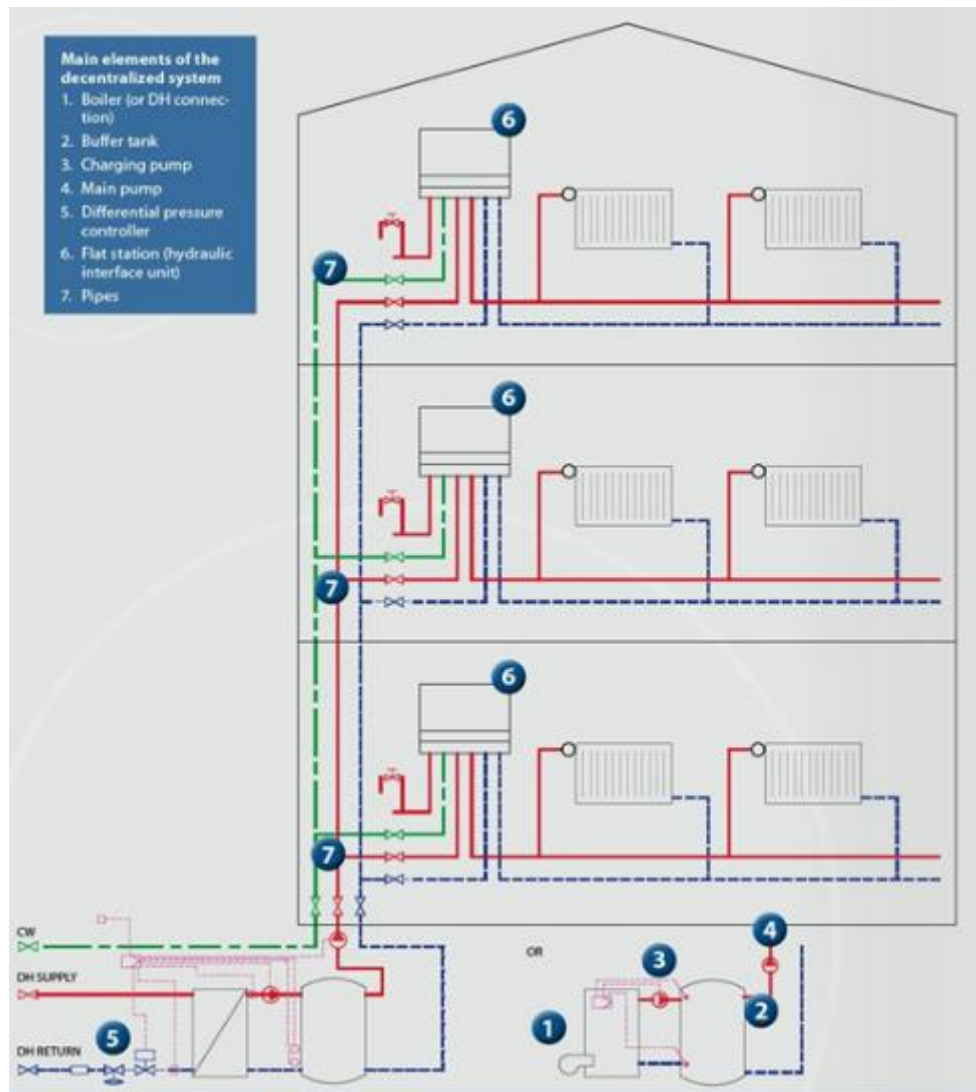 Main elements of the
decentralized system
1. Boiler (or DH connec-
tion)
2. Buffer tank
3. Charging pump
4. Main pump
5. Differential pressure
controller
6. Flat station (hydraulic
interface unit)
7. Pipes
6
7
6
7
6
7
CW
DH SUPPLY
DH RETURN
5
OR
4
3
2
1